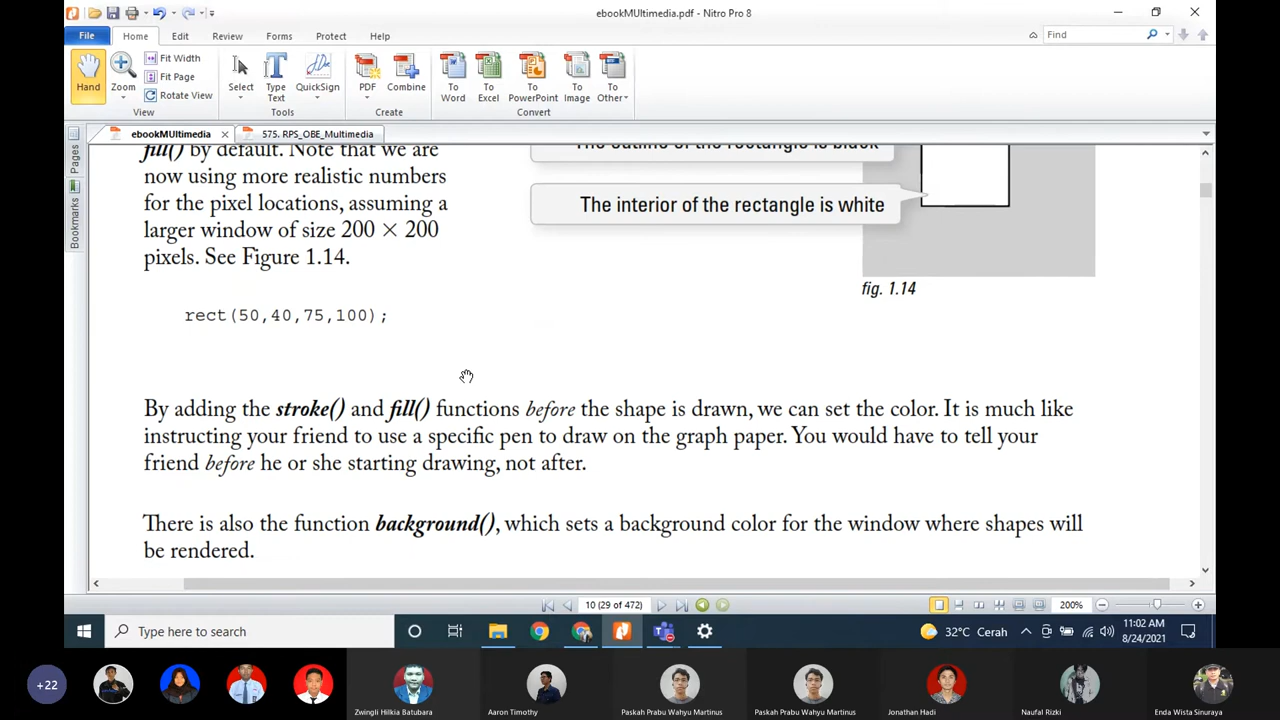 ebookMUltimedia.pdf - Nitro Pro 8
File Home Edit Review Forms Protect Help
Find
Hand
Zoom
Fit Width
Fit Page
Rotate View
View
Select
Type Text
QuickSign
Tools
PDF
Combine
Create
To Word
To Excel
To PowerPoint
To Image
To Other
Convert
ebookMUltimedia
575. RPS_OBE_Multimedia
Pages
Bookmarks
fill() by default. Note that we are
now using more realistic numbers
for the pixel locations, assuming a
larger window of size 200 × 200
pixels. See Figure 1.14.
The outline of the rectangle is black
The interior of the rectangle is white
fig. 1.14
rect(50,40,75,100);
By adding the stroke() and fill() functions before the shape is drawn, we can set the color. It is much like
instructing your friend to use a specific pen to draw on the graph paper. You would have to tell your
friend before he or she starting drawing, not after.
There is also the function background(), which sets a background color for the window where shapes will
be rendered.
10 (29 of 472)
200%
Type here to search
32°C Cerah
11:02 AM
8/24/2021
+22
Zwingli Hilkia Batubara
Aaron Timothy
Paskah Prabu Wahyu Martinus
Paskah Prabu Wahyu Martinus
Jonathan Hadi
Naufal Rizki
Enda Wista Sinuraya